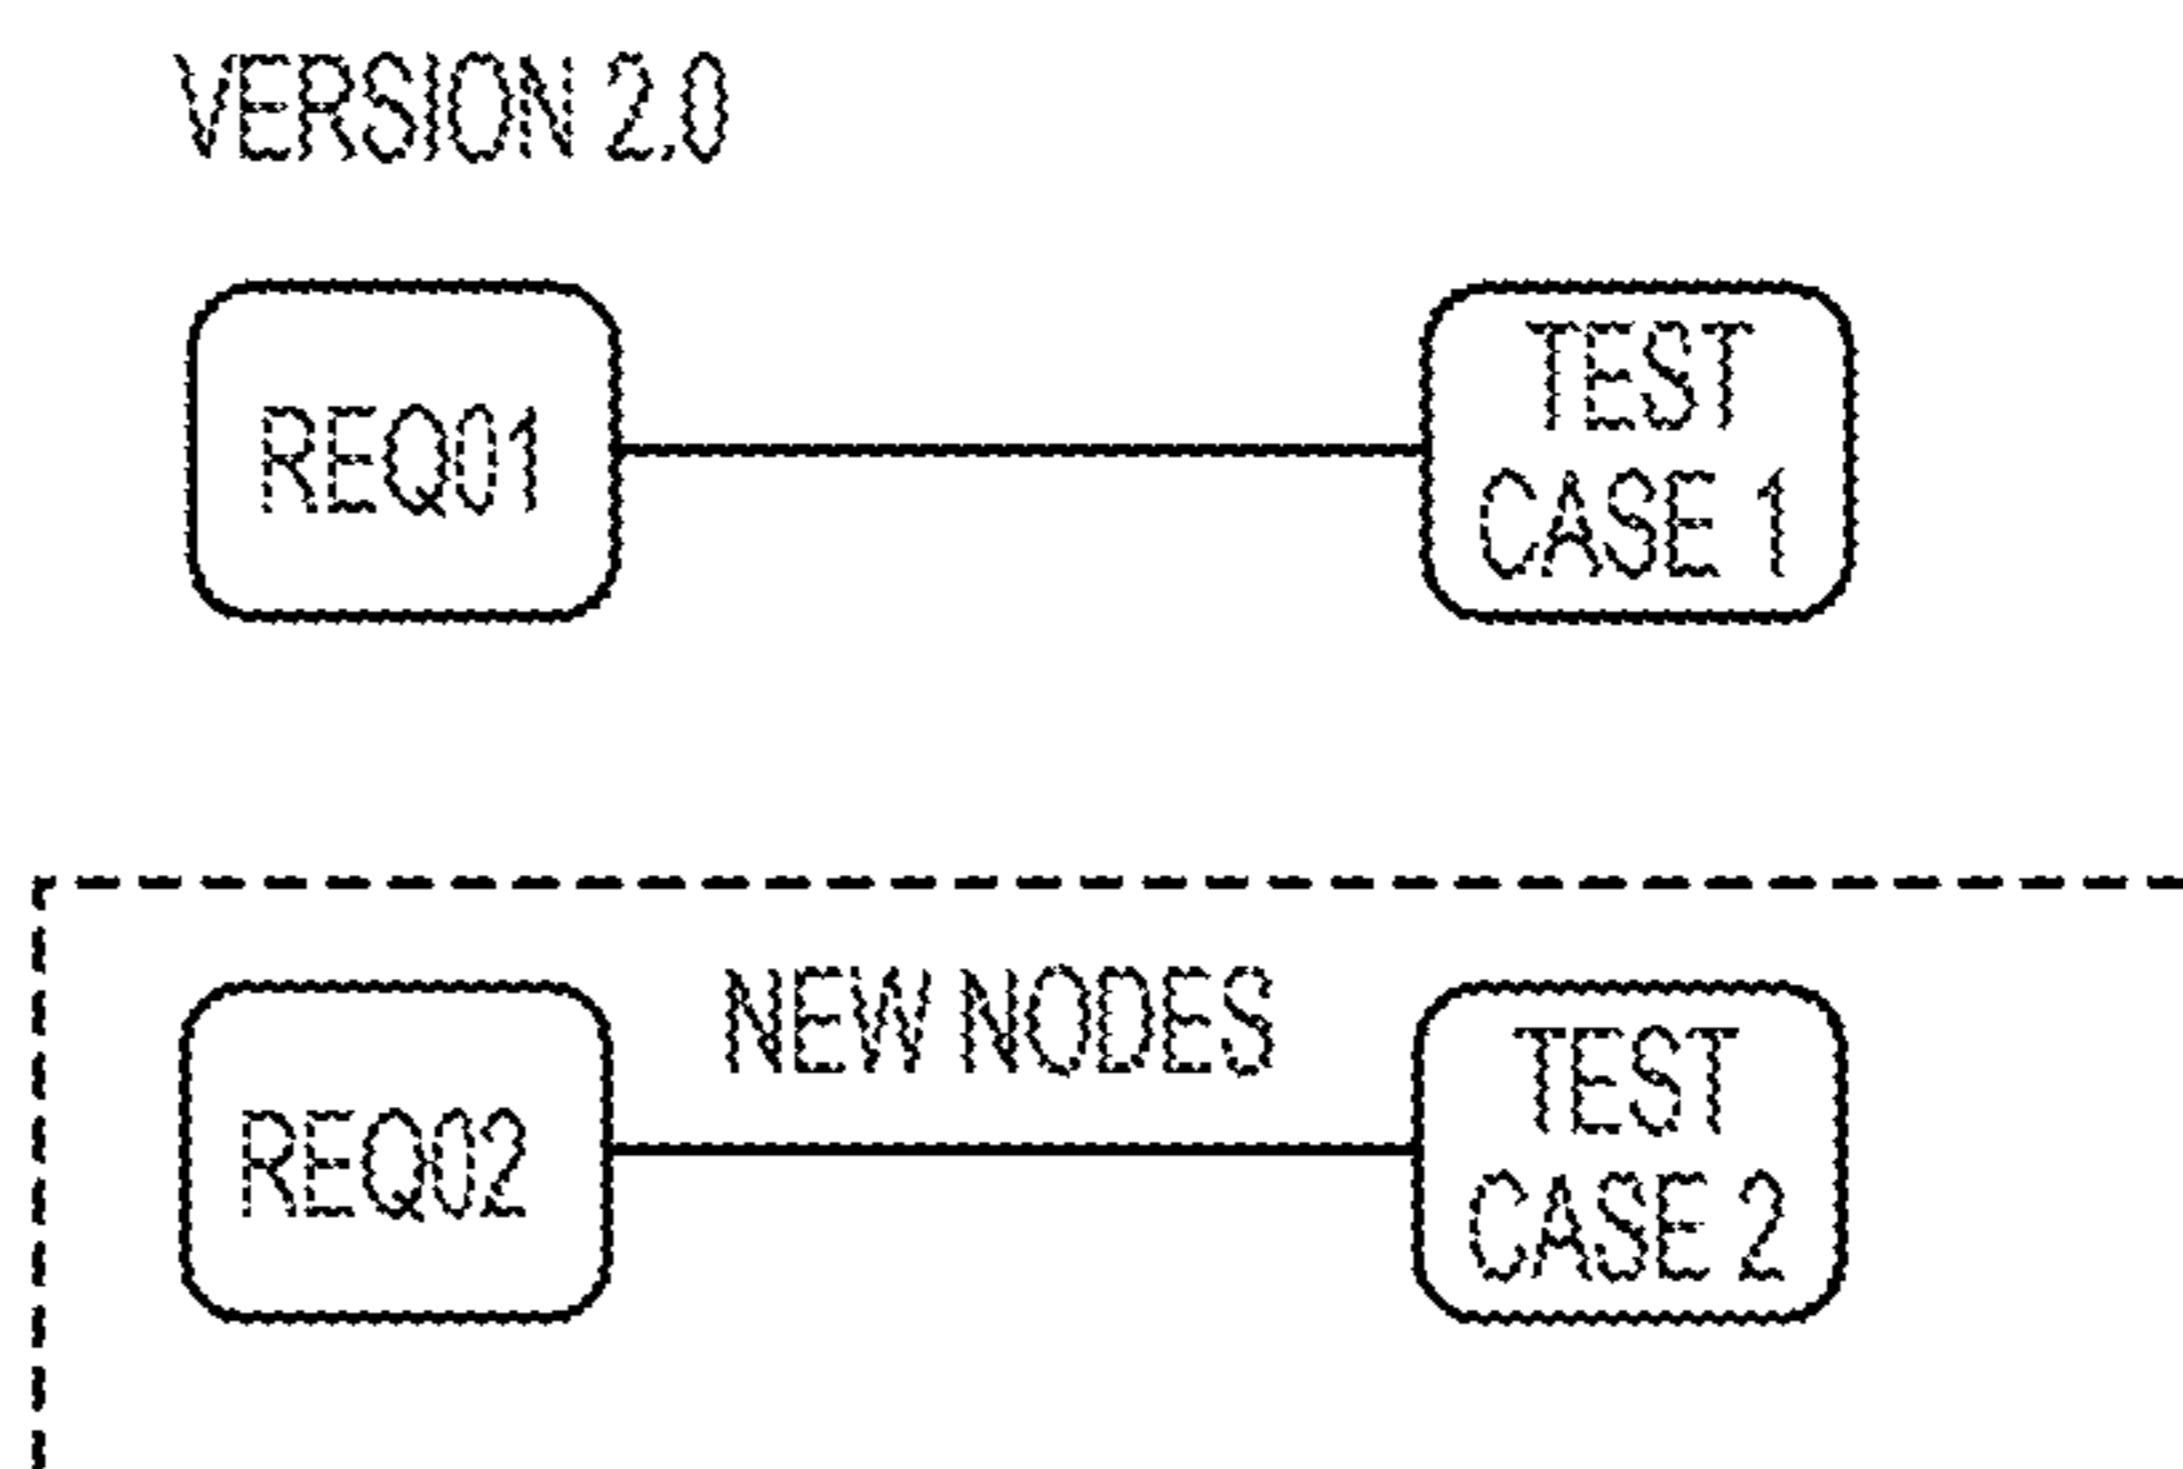 VERSION 2.0
REQ01
TEST
CASE 1
NEW NODES
REQ02
TEST
CASE 2